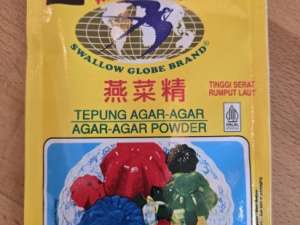 SWALLOW GLOBE BRAND
燕菜精
TINGGI SERAT
RUMPUT LAUT
TEPUNG AGAR-AGAR
AGAR-AGAR POWDER